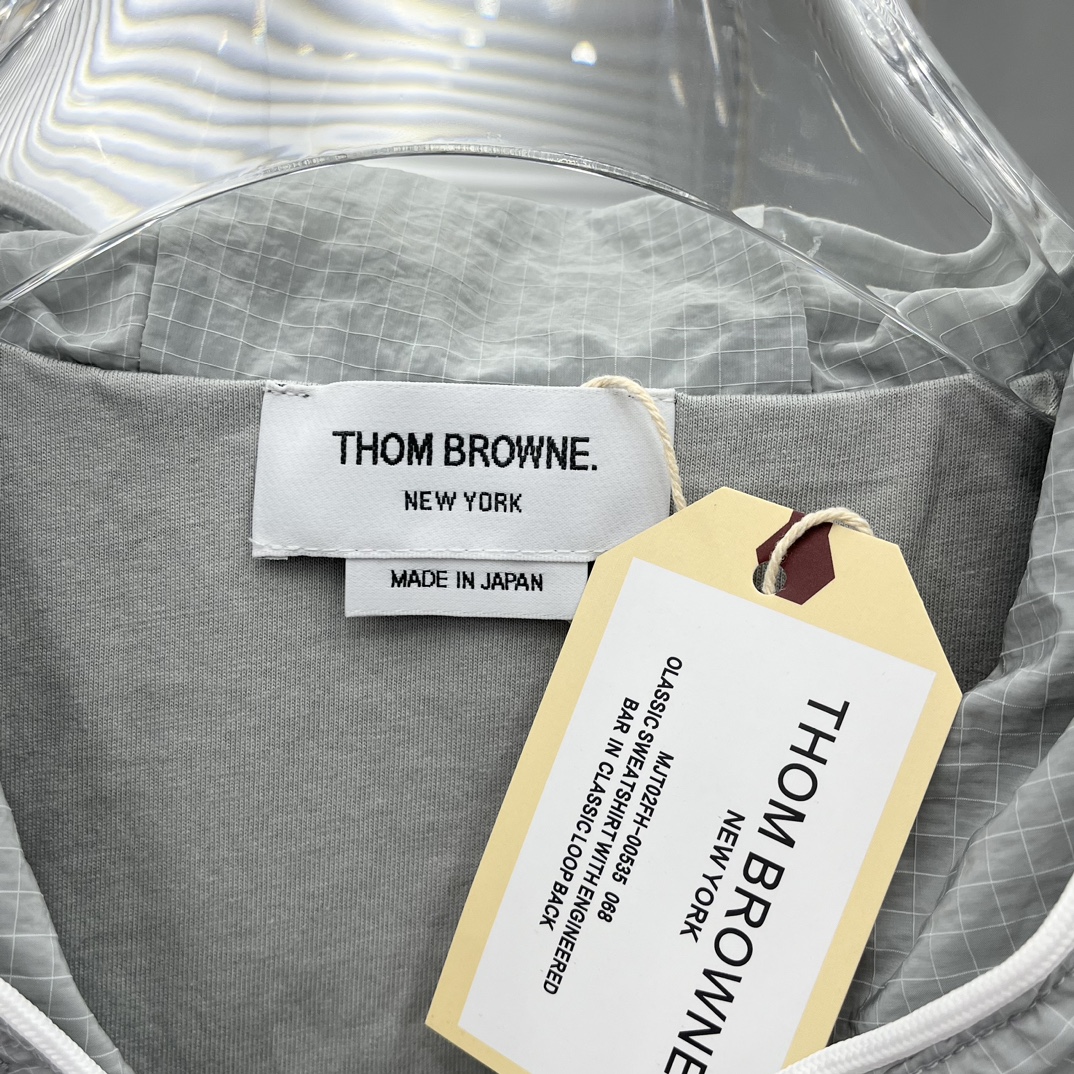 THOM BROWNE.
NEW YORK
MADE IN JAPAN
THOM BROWNE
NEW YORK
MJT02FH-00535 068
OLASSIC SWEATSHIRT WITH ENGINEERED
BAR IN CLASSIC LOOP BACK